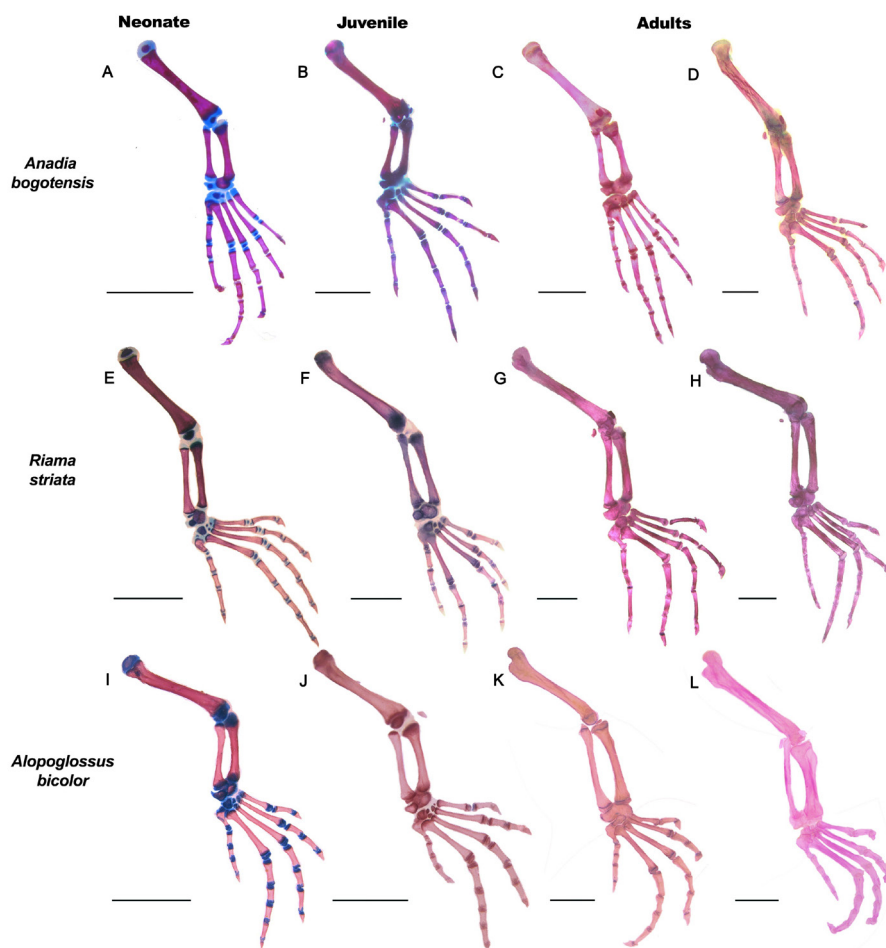 Neonate Juvenile Adults
A B C D
Anadia
bogotensis
E F G H
Riama
striata
I J K L
Alopoglossus
bicolor